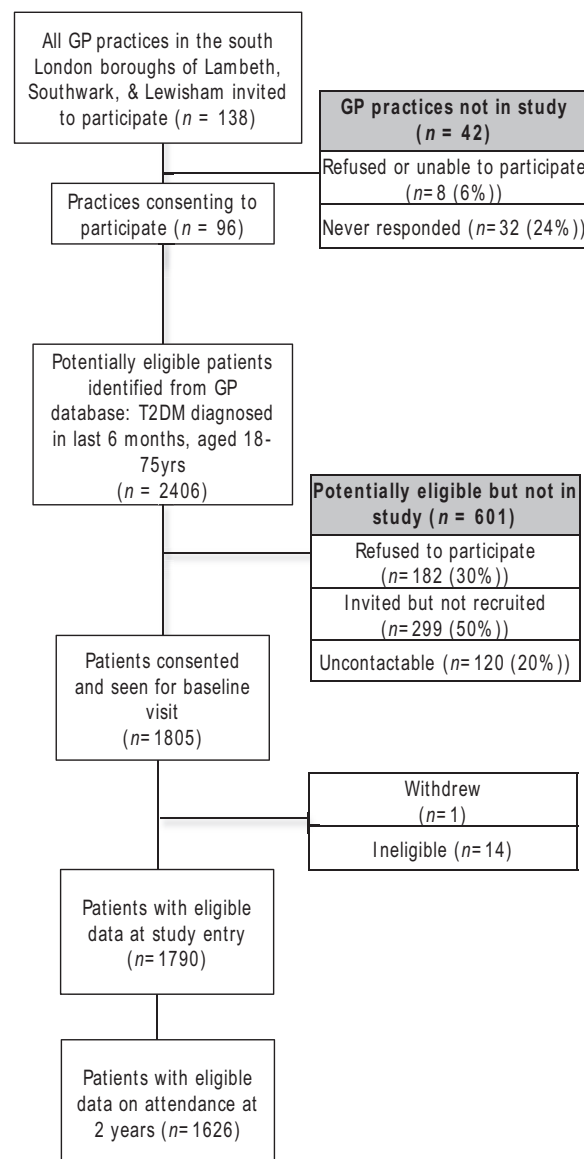 All GP practices in the south
London boroughs of Lambeth,
Southwark, & Lewisham invited
to participate (n = 138)
GP practices not in study
(n = 42)
Refused or unable to participate
(n=8 (6%))
Never responded (n=32 (24%))
Practices consenting to
participate (n = 96)
Potentially eligible patients
identified from GP
database: T2DM diagnosed
in last 6 months, aged 18-
75yrs
(n = 2406)
Potentially eligible but not in
study (n = 601)
Refused to participate
(n=182 (30%))
Invited but not recruited
(n=299 (50%))
Uncontactable (n=120 (20%))
Patients consented
and seen for baseline
visit
(n=1805)
Withdrew
(n=1)
Ineligible (n=14)
Patients with eligible
data at study entry
(n=1790)
Patients with eligible
data on attendance at
2 years (n=1626)